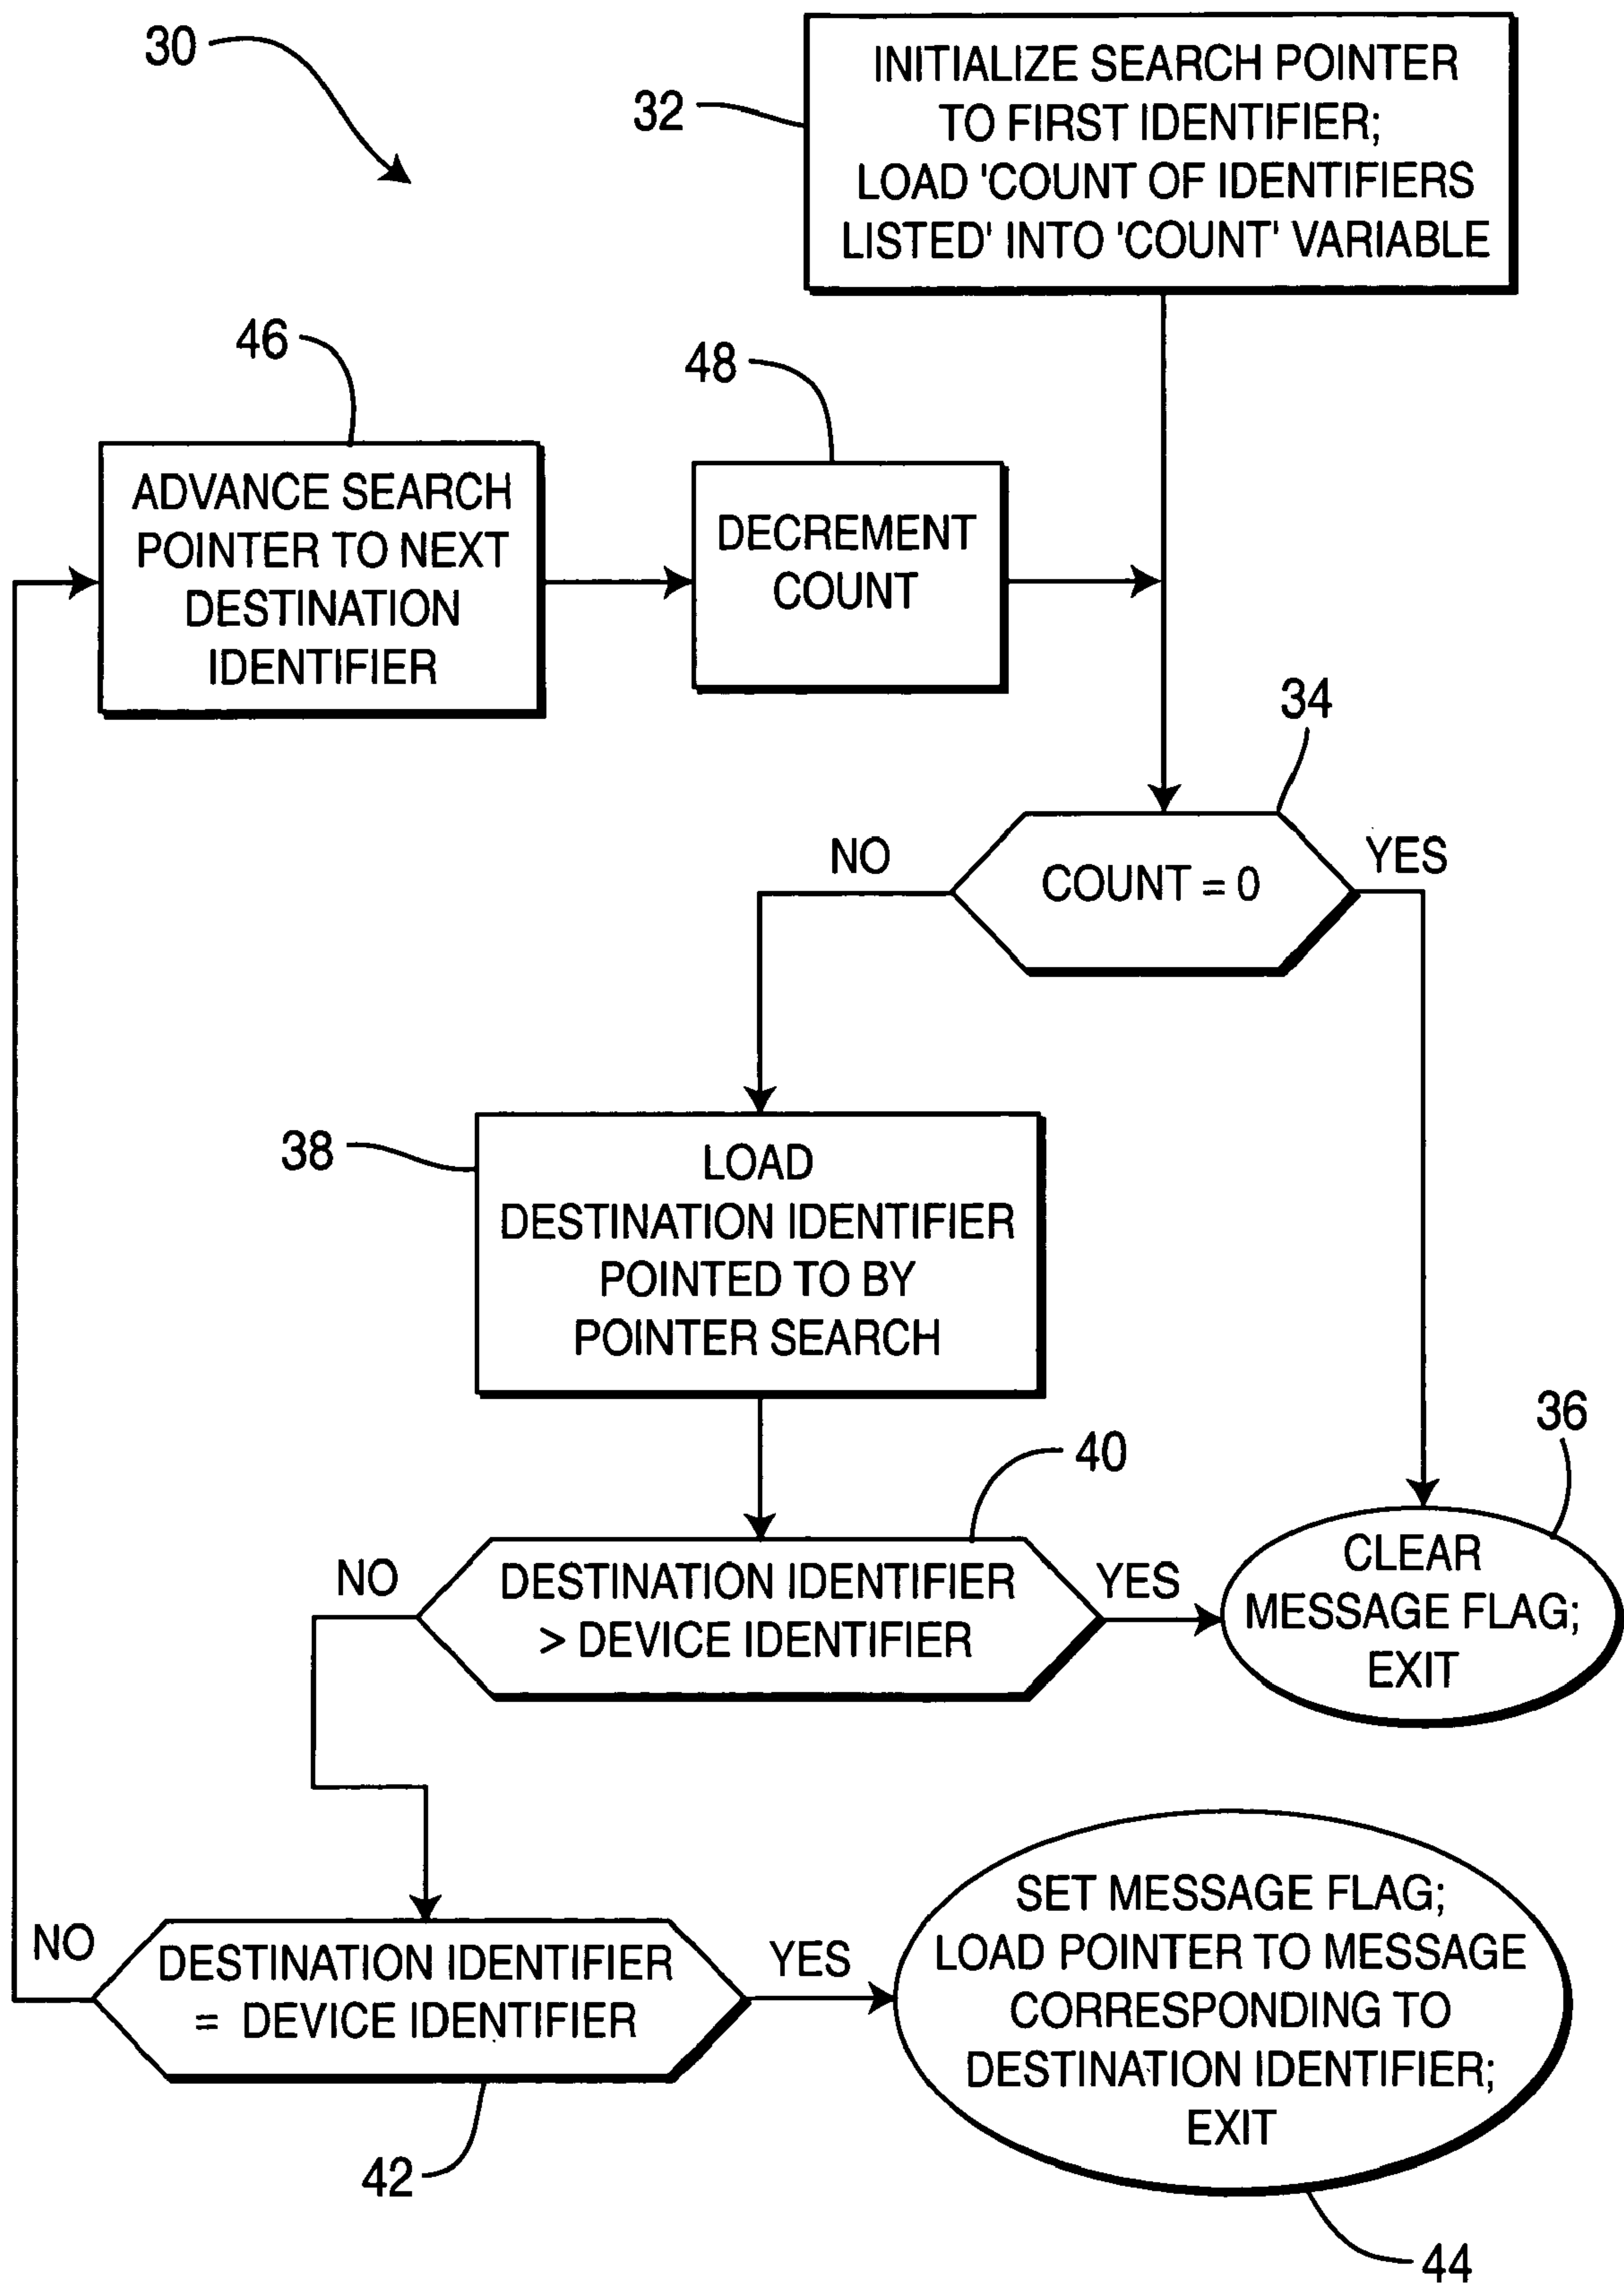 30
32
INITIALIZE SEARCH POINTER
TO FIRST IDENTIFIER;
LOAD 'COUNT OF IDENTIFIERS
LISTED' INTO 'COUNT' VARIABLE
46
48
ADVANCE SEARCH
POINTER TO NEXT
DESTINATION
IDENTIFIER
DECREMENT
COUNT
34
NO
COUNT = 0
YES
38
LOAD
DESTINATION IDENTIFIER
POINTED TO BY
POINTER SEARCH
36
40
NO
DESTINATION IDENTIFIER
> DEVICE IDENTIFIER
YES
CLEAR
MESSAGE FLAG;
EXIT
NO
DESTINATION IDENTIFIER
= DEVICE IDENTIFIER
YES
SET MESSAGE FLAG;
LOAD POINTER TO MESSAGE
CORRESPONDING TO
DESTINATION IDENTIFIER;
EXIT
42
44